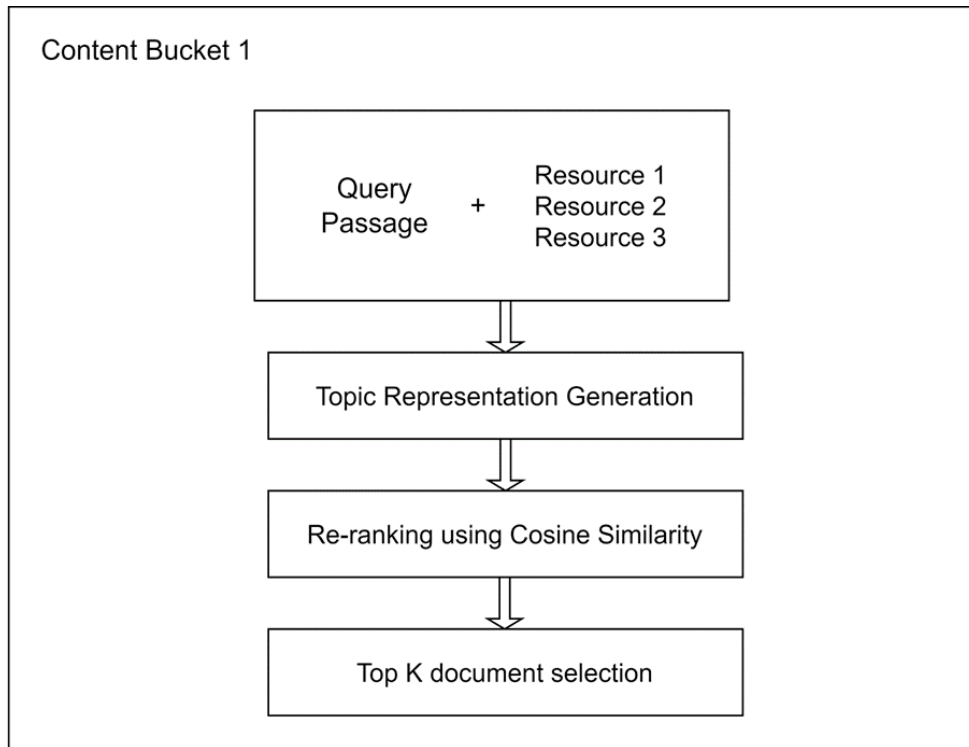 Content Bucket 1
Query
Passage
+
Resource 1
Resource 2
Resource 3
Topic Representation Generation
Re-ranking using Cosine Similarity
Top K document selection